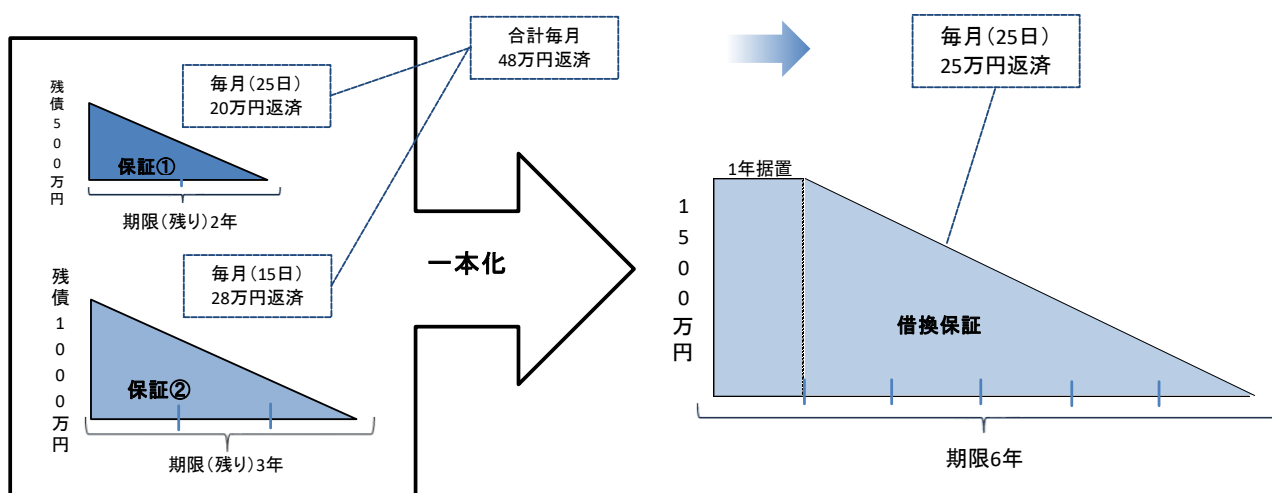 残債500万円
毎月(25日)
20万円返済
保証①
期限(残り)2年
合計毎月
48万円返済
残債1000万円
毎月(15日)
28万円返済
保証②
期限(残り)3年
一本化
毎月(25日)
25万円返済
1年据置
1500万円
借換保証
期限6年